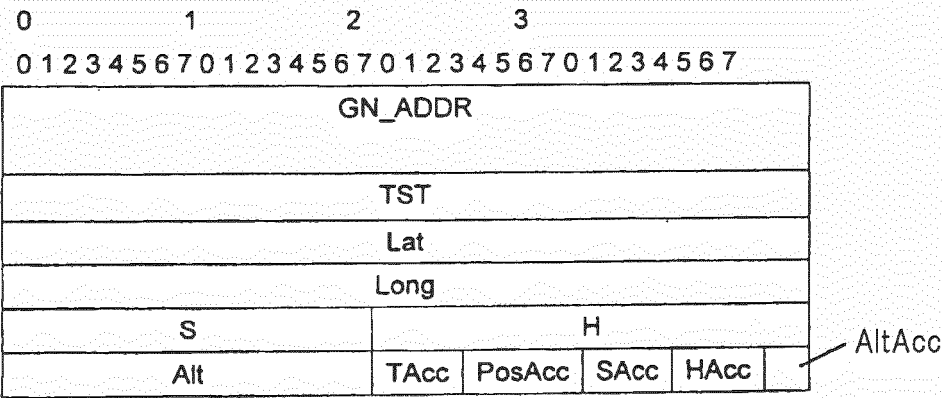 0 1 2 3
0 1 2 3 4 5 6 7 0 1 2 3 4 5 6 7 0 1 2 3 4 5 6 7 0 1 2 3 4 5 6 7
GN_ADDR
TST
Lat
Long
S H
Alt TAcc PosAcc SAcc HAcc AltAcc